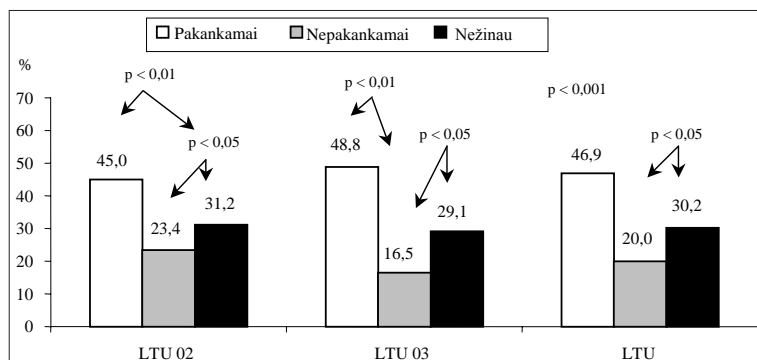 Pakankamai Nepakankamai Nežinau
%
p < 0,01 p < 0,01 p < 0,001
70
p < 0,05 p < 0,05 p < 0,05
60
50
45,0 48,8 46,9
40
31,2 29,1 30,2
30
23,4 16,5 20,0
20
10
0
LTU 02 LTU 03 LTU